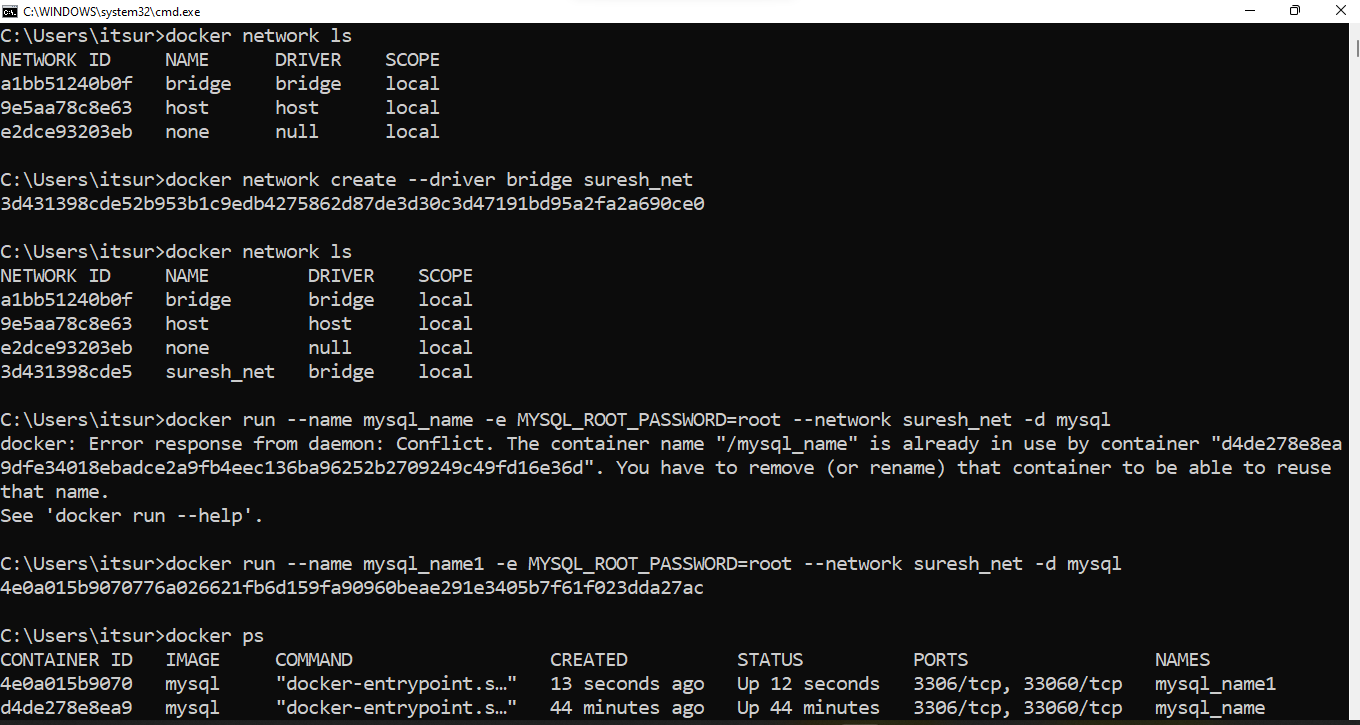 C:\WINDOWS\system32\cmd.exe
C:\Users\itsur>docker network ls
NETWORK ID     NAME      DRIVER    SCOPE
a1bb51240b0f   bridge    bridge    local
9e5aa78c8e63   host      host      local
e2dce93203eb   none      null      local
C:\Users\itsur>docker network create --driver bridge suresh_net
3d431398cde52b953b1c9edb4275862d87de3d30c3d47191bd95a2fa2a690ce0
C:\Users\itsur>docker network ls
NETWORK ID     NAME         DRIVER    SCOPE
a1bb51240b0f   bridge       bridge    local
9e5aa78c8e63   host         host      local
e2dce93203eb   none         null      local
3d431398cde5   suresh_net   bridge    local
C:\Users\itsur>docker run --name mysql_name -e MYSQL_ROOT_PASSWORD=root --network suresh_net -d mysql
docker: Error response from daemon: Conflict. The container name "/mysql_name" is already in use by container "d4de278e8ea
9dfe34018ebadce2a9fb4eec136ba96252b2709249c49fd16e36d". You have to remove (or rename) that container to be able to reuse
that name.
See 'docker run --help'.
C:\Users\itsur>docker run --name mysql_name1 -e MYSQL_ROOT_PASSWORD=root --network suresh_net -d mysql
4e0a015b9070776a026621fb6d159fa90960beae291e3405b7f61f023dda27ac
C:\Users\itsur>docker ps
CONTAINER ID   IMAGE     COMMAND                  CREATED          STATUS          PORTS                 NAMES
4e0a015b9070   mysql     "docker-entrypoint.s…"   13 seconds ago   Up 12 seconds   3306/tcp, 33060/tcp   mysql_name1
d4de278e8ea9   mysql     "docker-entrypoint.s…"   44 minutes ago   Up 44 minutes   3306/tcp, 33060/tcp   mysql_name